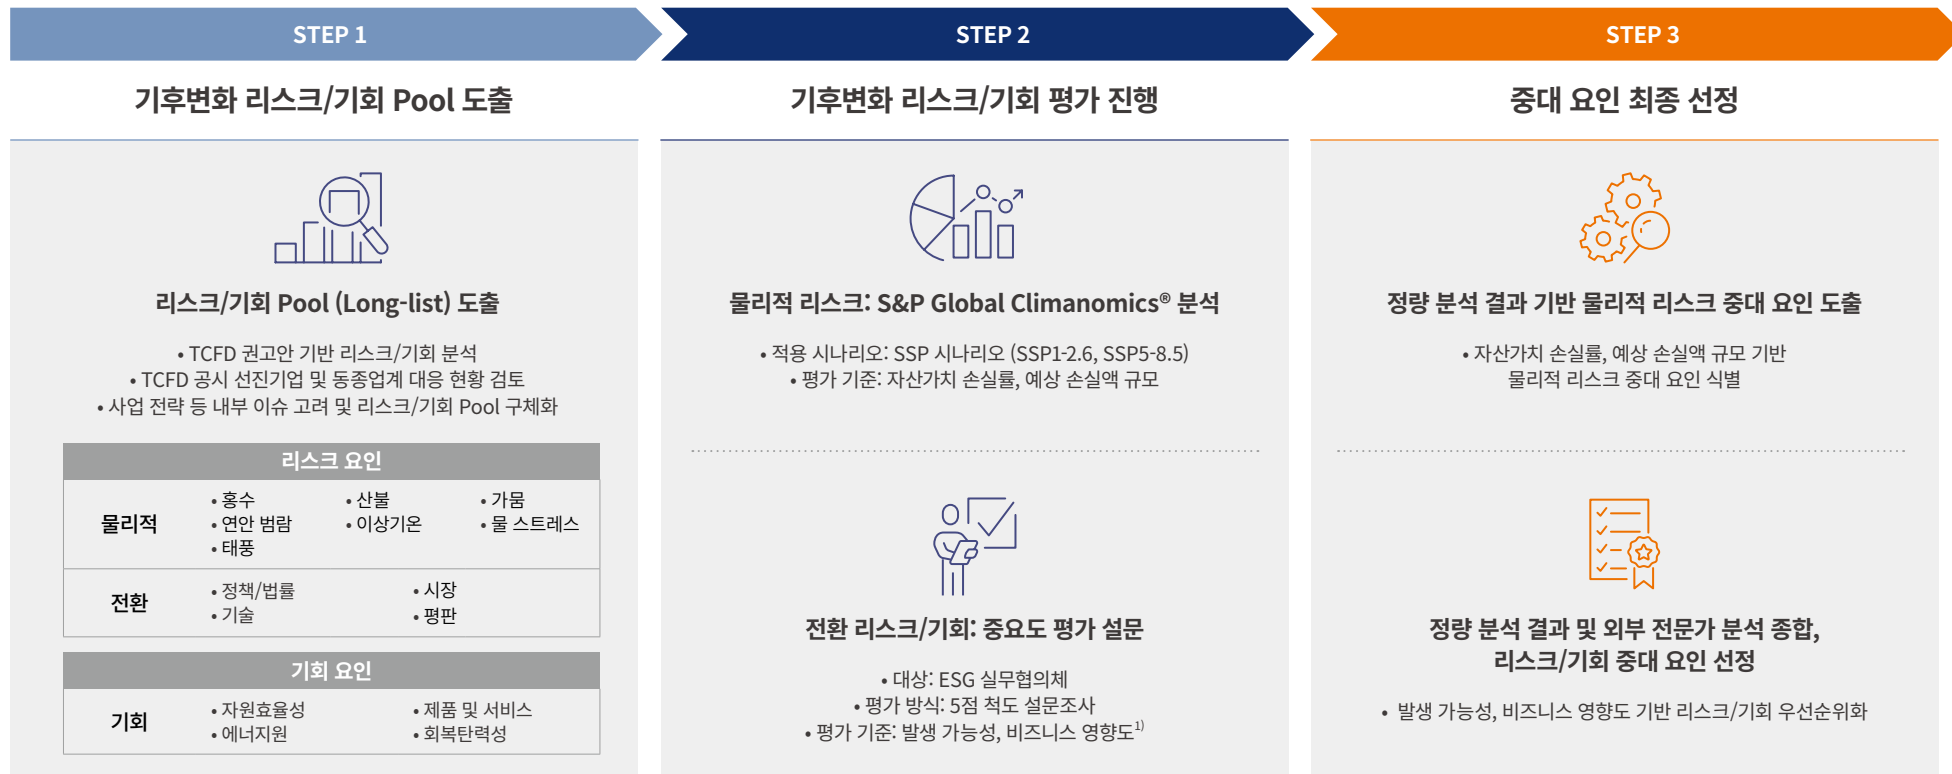 STEP 1
기후변화 리스크/기회 Pool 도출
리스크/기회 Pool (Long-list) 도출
• TCFD 권고안 기반 리스크/기회 분석
• TCFD 공시 선진기업 및 동종업계 대응 현황 검토
• 사업 전략 등 내부 이슈 고려 및 리스크/기회 Pool 구체화
리스크 요인
물리적
• 홍수 • 산불 • 가뭄
• 연안 범람 • 이상기온 • 물 스트레스
• 태풍
전환
• 정책/법률 • 시장
• 기술 • 평판
기회 요인
기회
• 자원효율성 • 제품 및 서비스
• 에너지원 • 회복탄력성
STEP 2
기후변화 리스크/기회 평가 진행
물리적 리스크: S&P Global Climanomics® 분석
• 적용 시나리오: SSP 시나리오 (SSP1-2.6, SSP5-8.5)
• 평가 기준: 자산가치 손실률, 예상 손실액 규모
전환 리스크/기회: 중요도 평가 설문
• 대상: ESG 실무협의체
• 평가 방식: 5점 척도 설문조사
• 평가 기준: 발생 가능성, 비즈니스 영향도1)
STEP 3
중대 요인 최종 선정
정량 분석 결과 기반 물리적 리스크 중대 요인 도출
• 자산가치 손실률, 예상 손실액 규모 기반
물리적 리스크 중대 요인 식별
정량 분석 결과 및 외부 전문가 분석 종합,
리스크/기회 중대 요인 선정
• 발생 가능성, 비즈니스 영향도 기반 리스크/기회 우선순위화